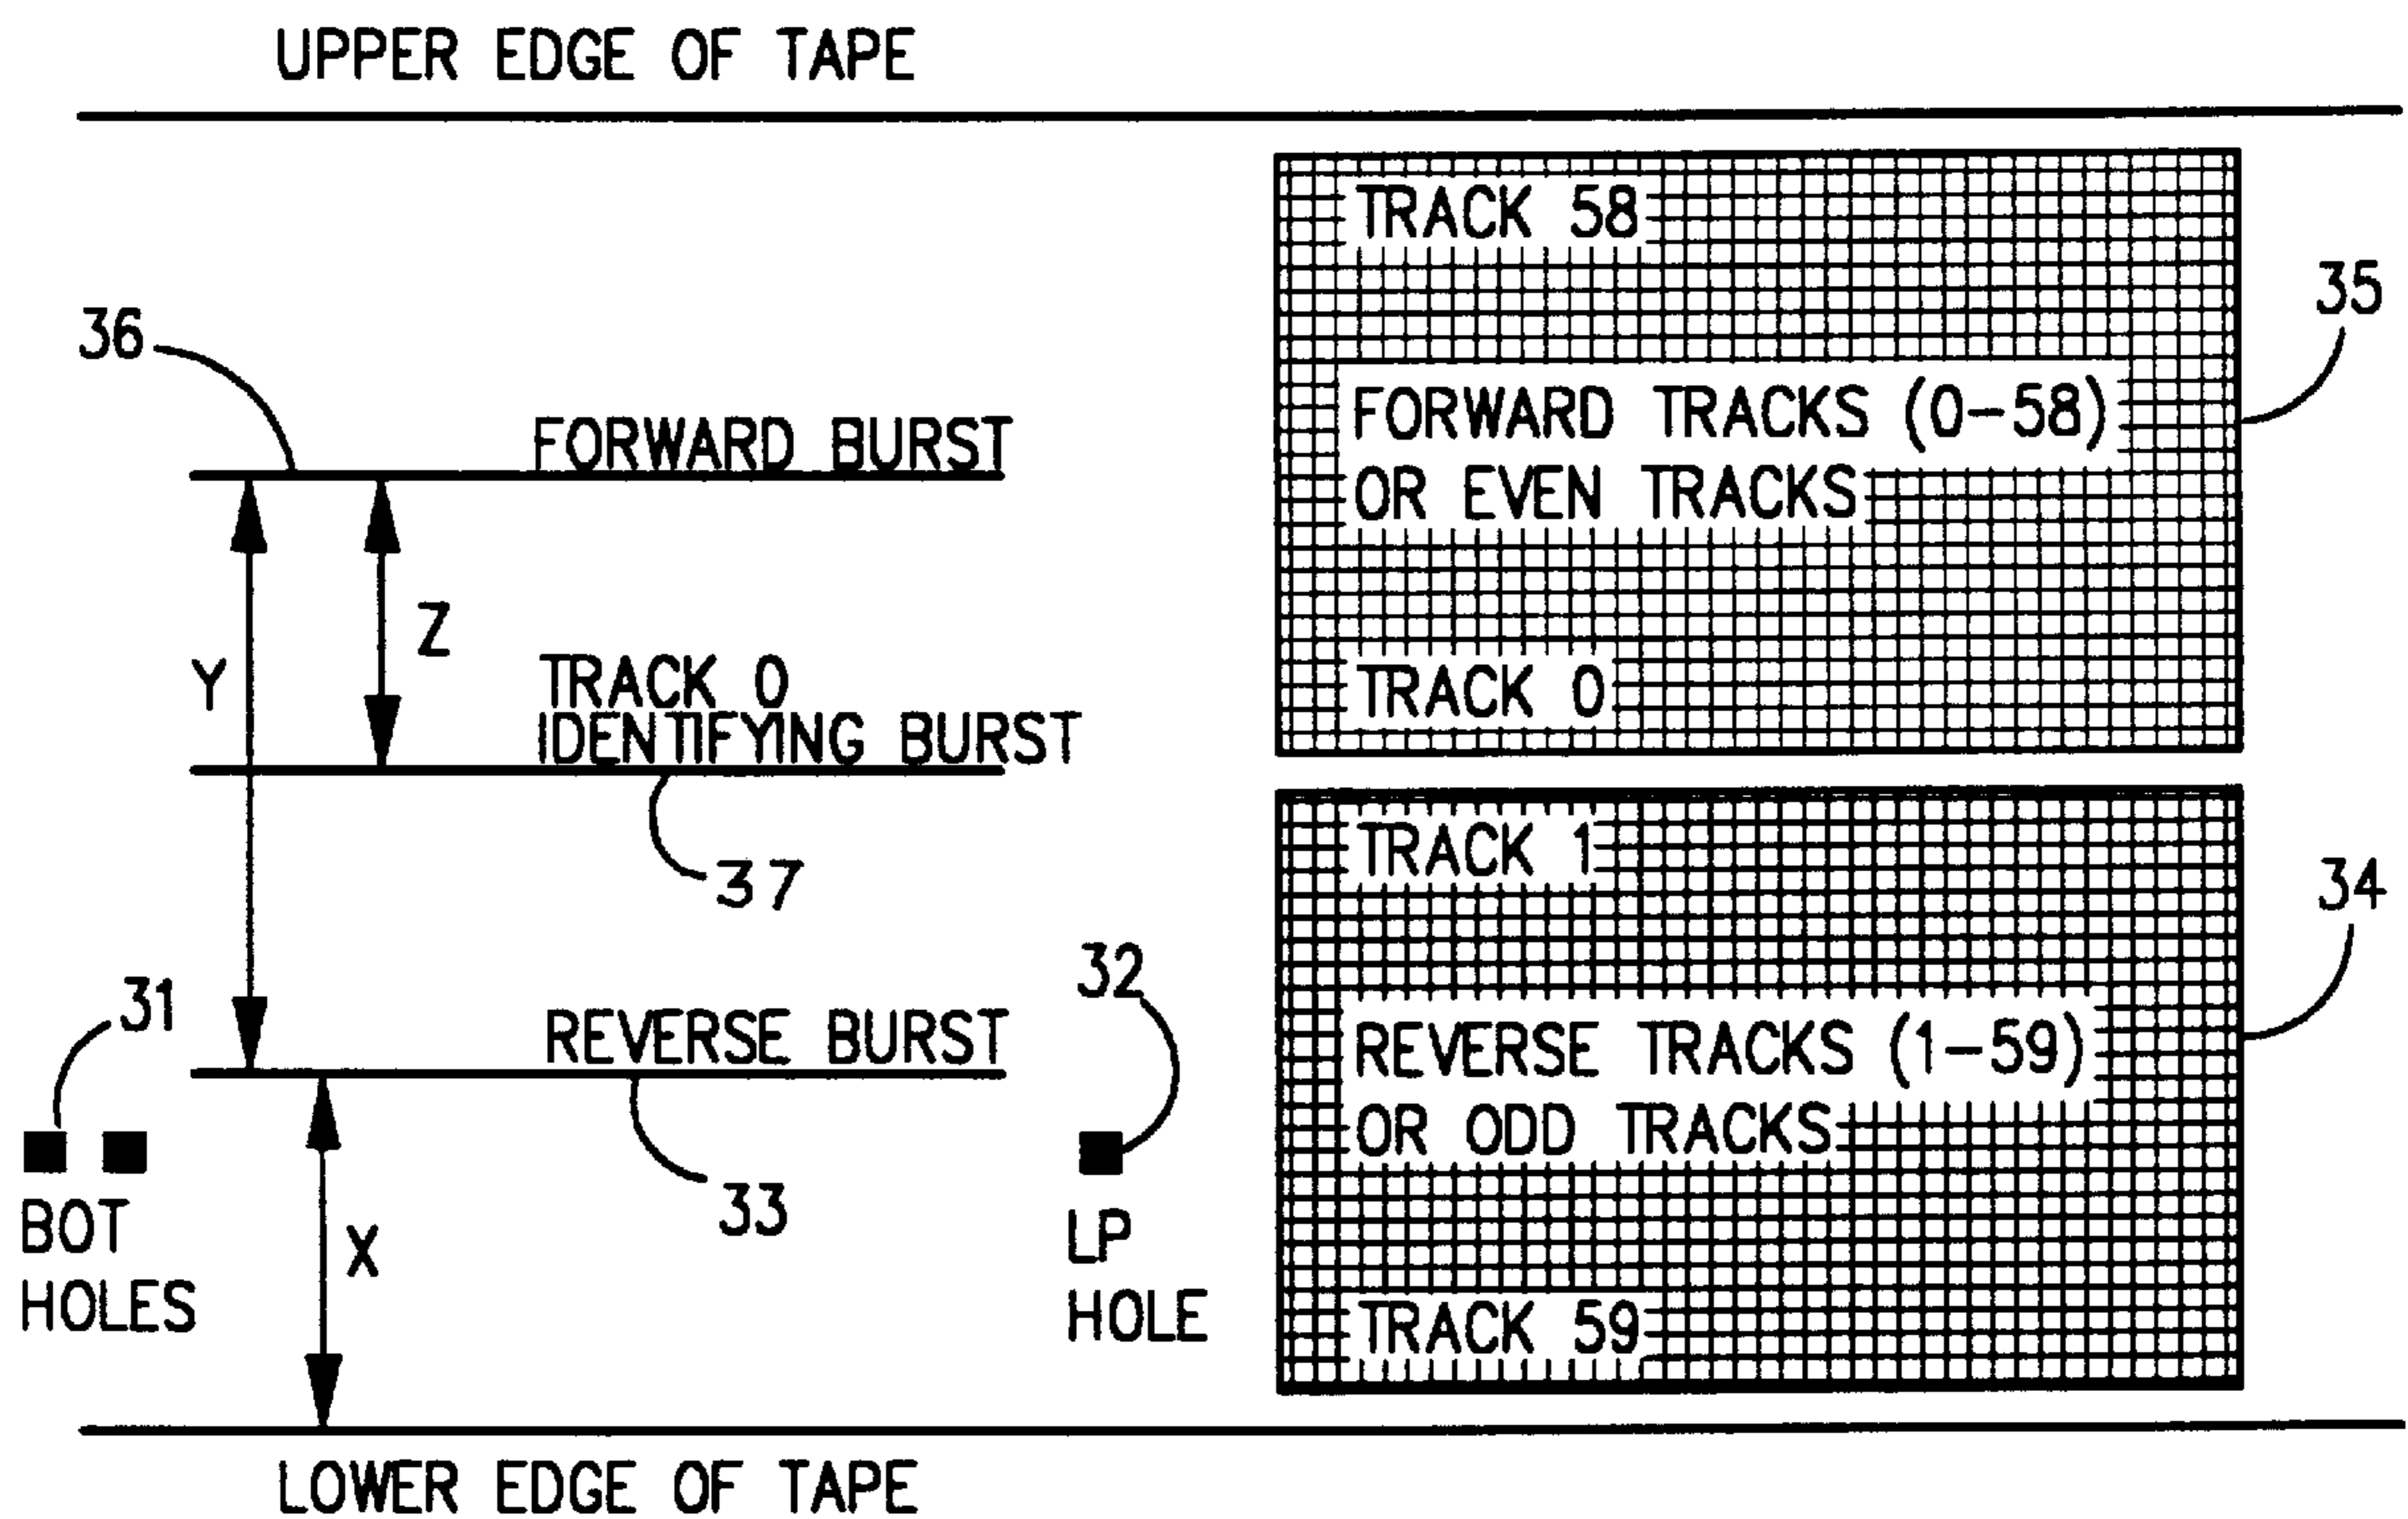 UPPER EDGE OF TAPE
TRACK 58
35
36
FORWARD BURST
FORWARD TRACKS (0-58)
OR EVEN TRACKS
Z
Y
TRACK 0
IDENTIFYING BURST
TRACK 0
37
TRACK 1
34
32
31
REVERSE BURST
REVERSE TRACKS (1-59)
OR ODD TRACKS
33
BOT
HOLES
X
LP
HOLE
TRACK 59
LOWER EDGE OF TAPE